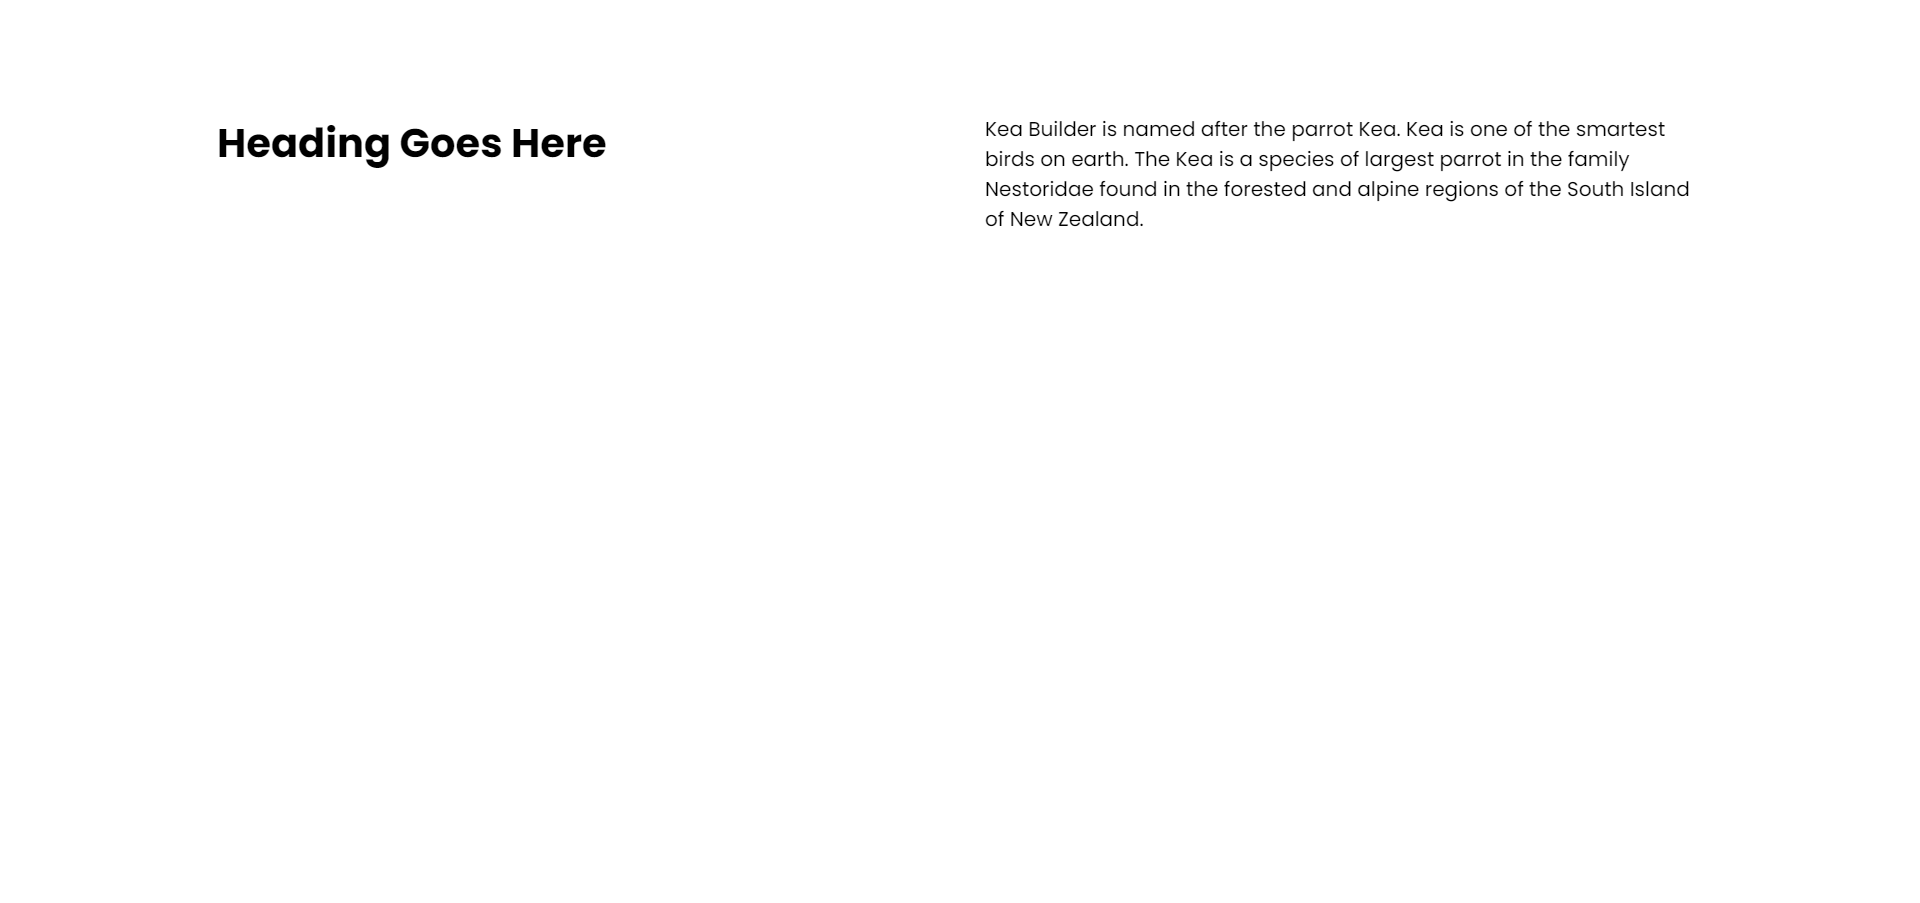 Heading Goes Here
Kea Builder is named after the parrot Kea. Kea is one of the smartest
birds on earth. The Kea is a species of largest parrot in the family
Nestoridae found in the forested and alpine regions of the South Island
of New Zealand.